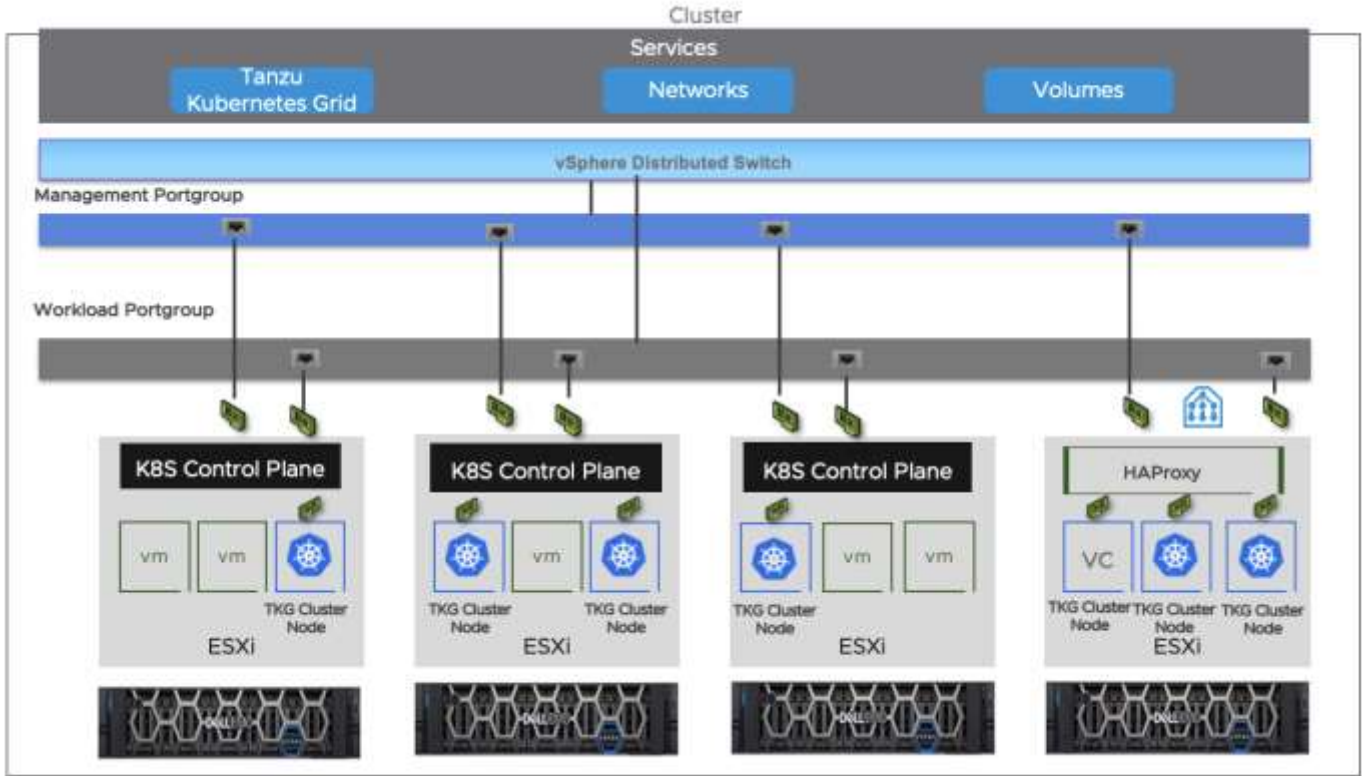 Cluster
Services
Tanzu
Kubernetes Grid
Networks
Volumes
vSphere Distributed Switch
Management Portgroup
Workload Portgroup
K8S Control Plane
K8S Control Plane
K8S Control Plane
HAProxy
vm
vm
vm
vm
vm
VC
TKG Cluster
Node
TKG Cluster
Node
TKG Cluster
Node
TKG Cluster
Node
TKG Cluster
Node
TKG Cluster
Node
TKG Cluster
Node
ESXi
ESXi
ESXi
ESXi